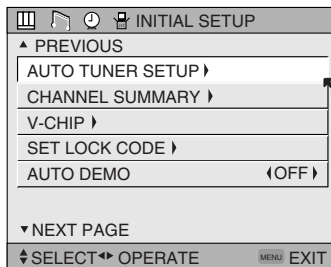 INITIAL SETUP
PREVIOUS
AUTO TUNER SETUP
CHANNEL SUMMARY
V-CHIP
SET LOCK CODE
AUTO DEMO OFF
NEXT PAGE
SELECT OPERATE MENU EXIT